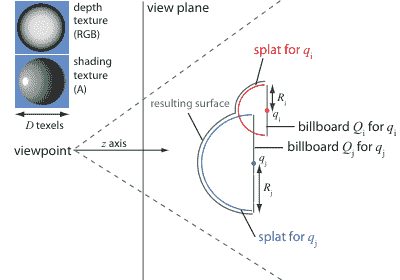 depth
texture
(RGB)
shading
texture
(A)
D texels
view plane
splat for qi
Ri
qi
resulting surface
billboard Qi for qi
billboard Qj for qj
viewpoint
z axis
qj
Rj
splat for qj